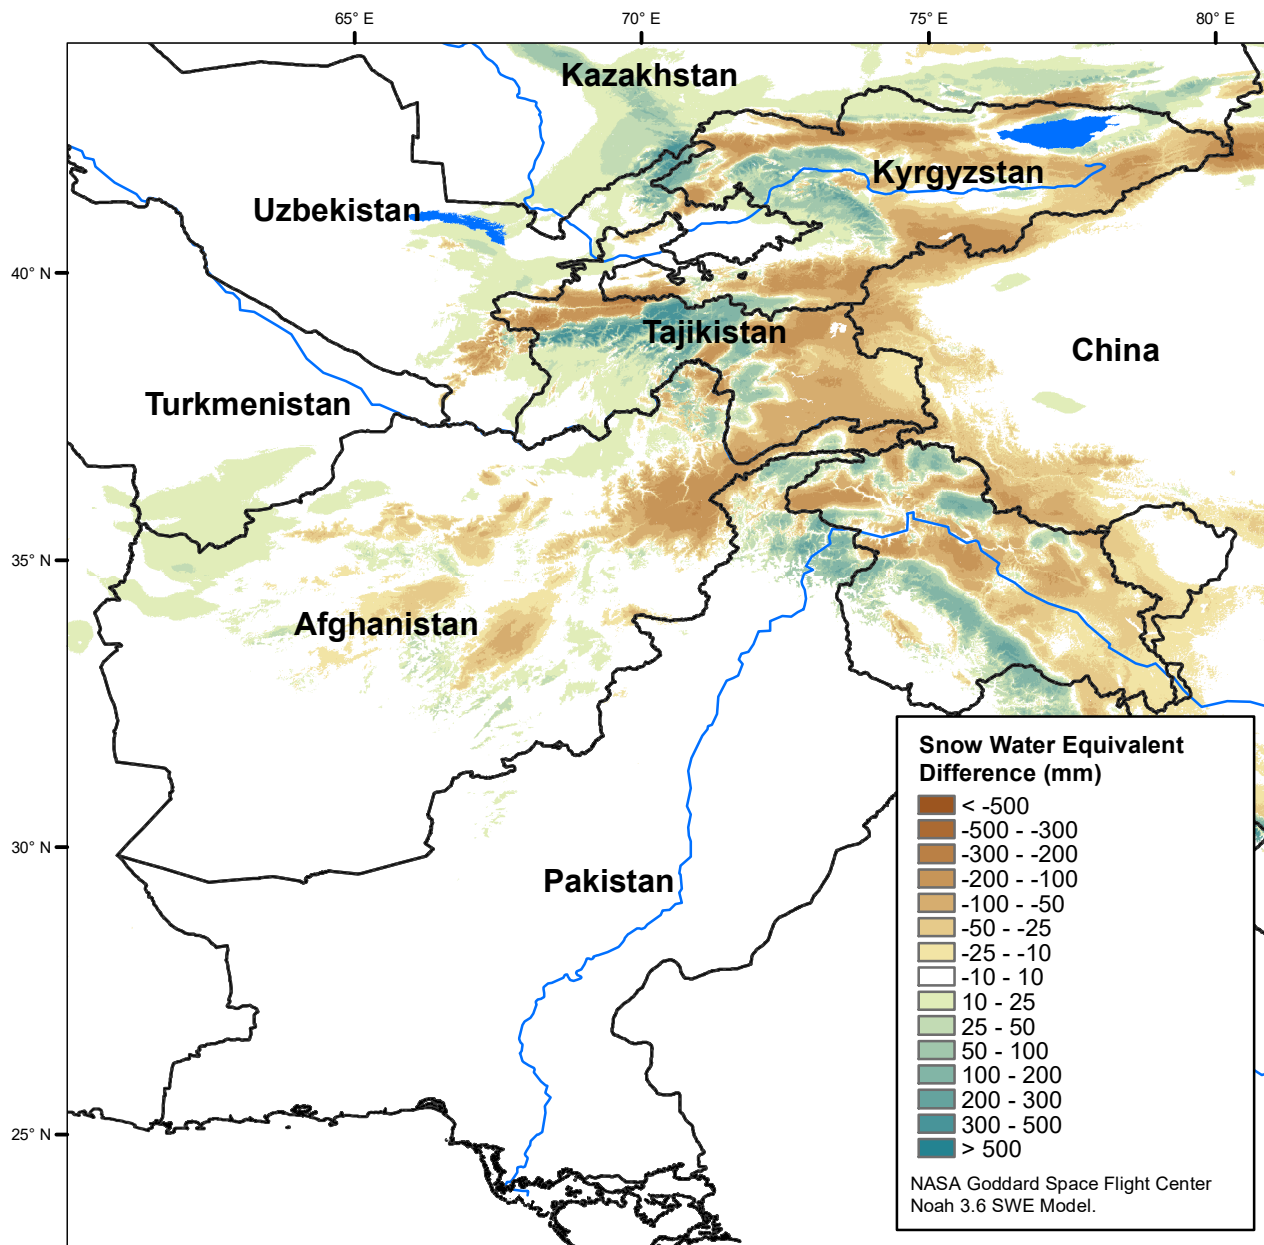 65° E
70° E
75° E
80° E
Kazakhstan
Kyrgyzstan
Uzbekistan
40° N
Tajikistan
China
Turkmenistan
35° N
Afghanistan
30° N
Pakistan
25° N
Snow Water Equivalent
Difference (mm)
< -500
-500 - -300
-300 - -200
-200 - -100
-100 - -50
-50 - -25
-25 - -10
-10 - 10
10 - 25
25 - 50
50 - 100
100 - 200
200 - 300
300 - 500
> 500
NASA Goddard Space Flight Center
Noah 3.6 SWE Model.